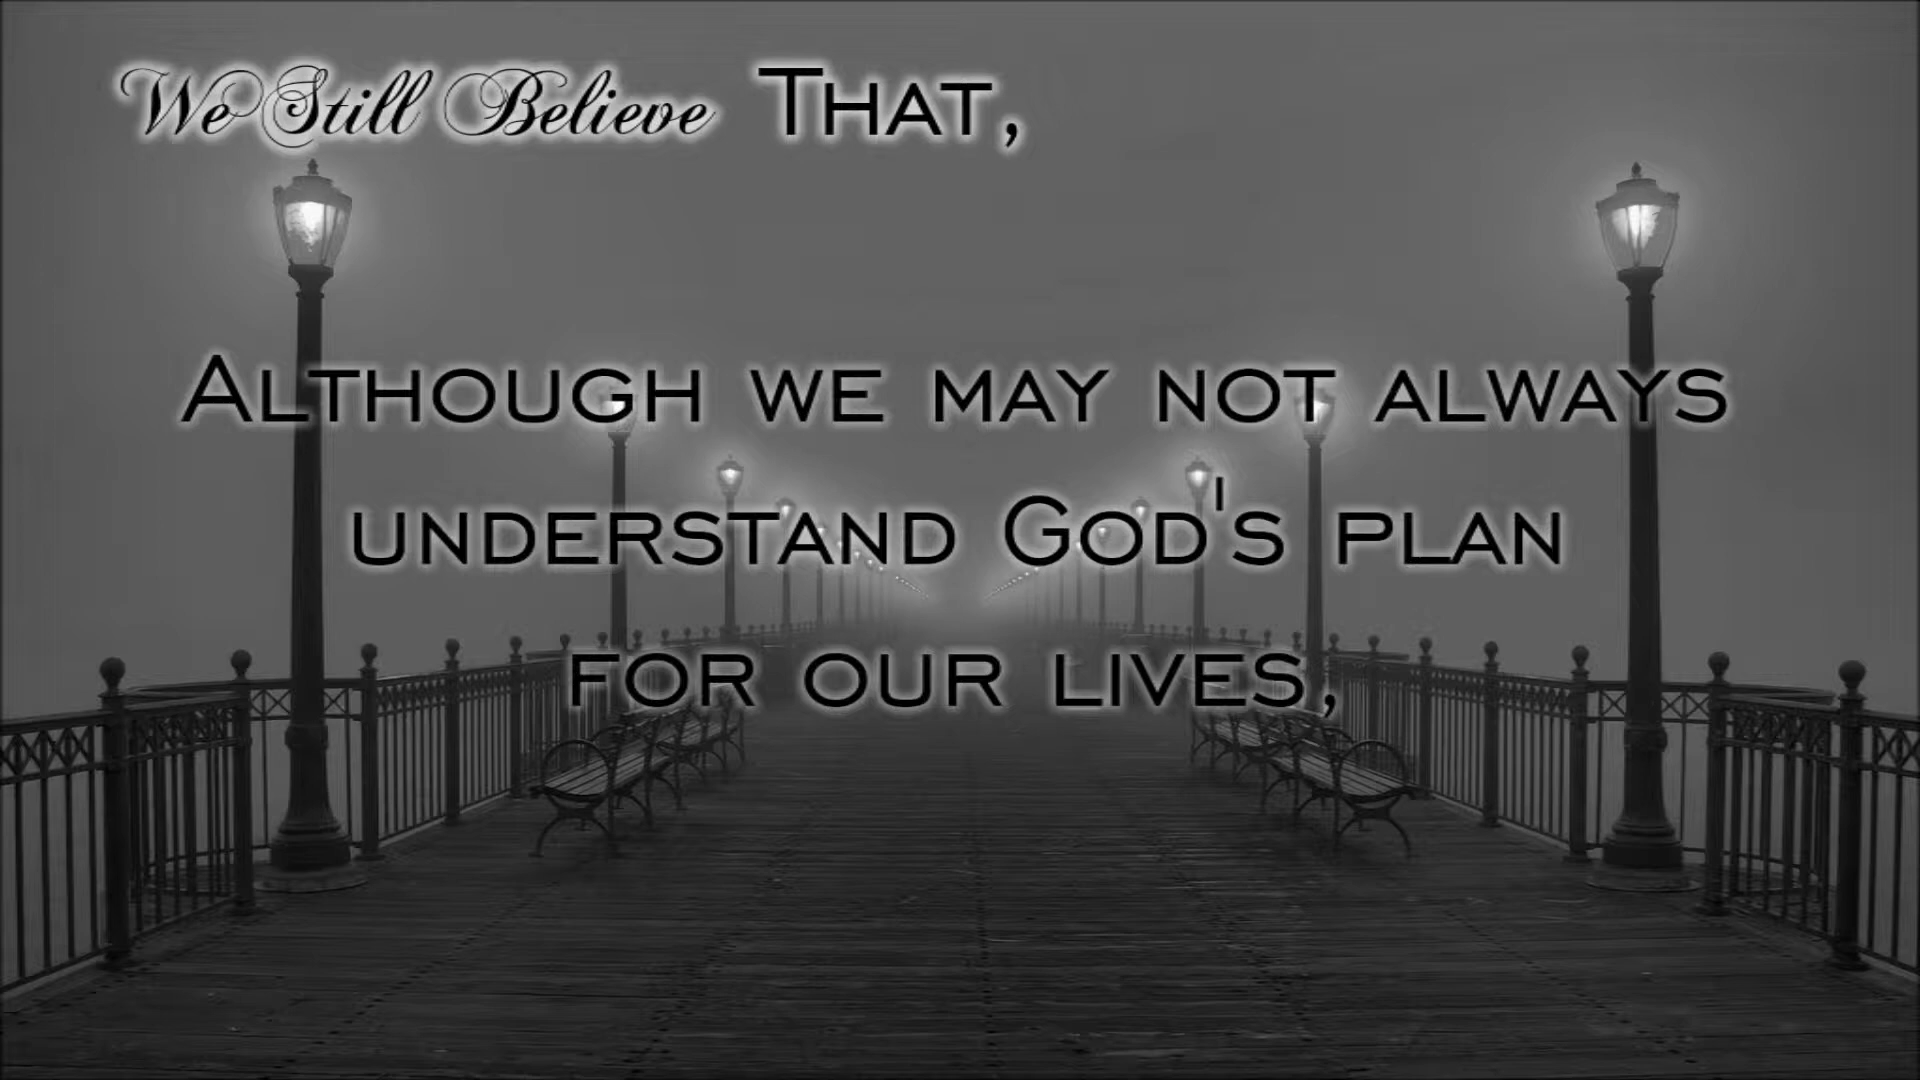 We Still Believe That,
Although we may not always
understand God's plan
for our lives,